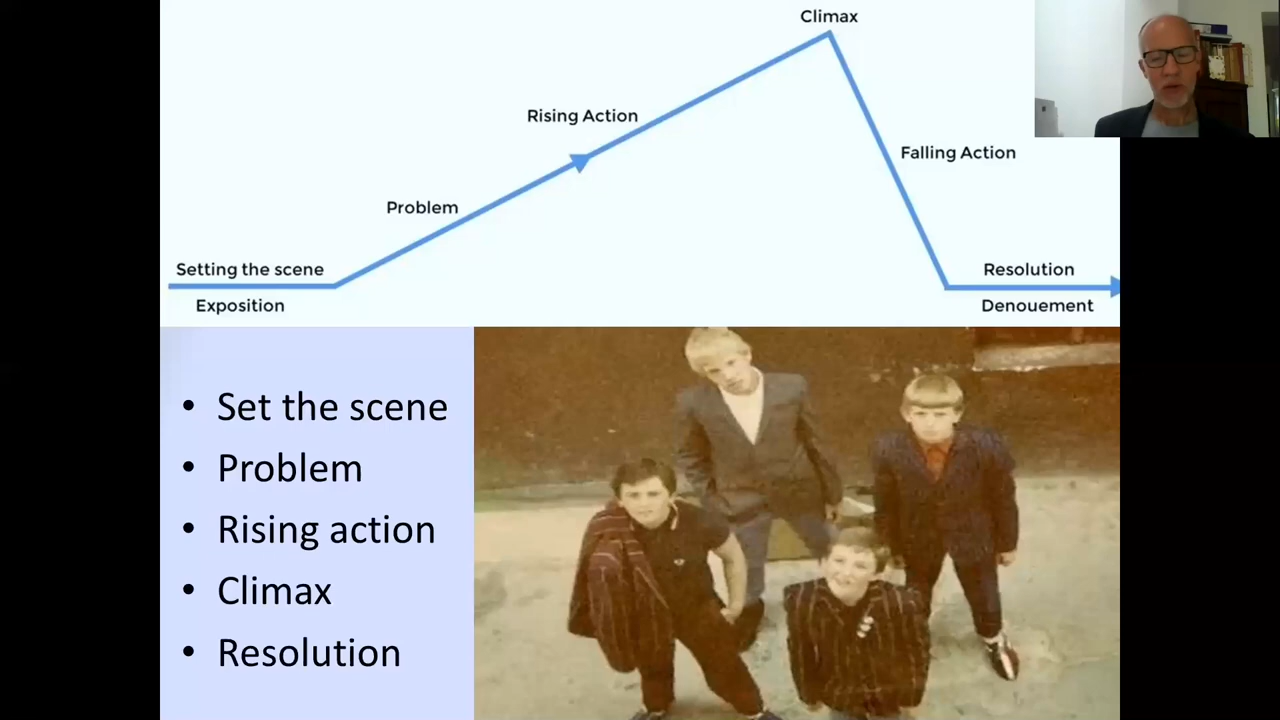 Climax
Rising Action
Falling Action
Problem
Setting the scene
Exposition
Resolution
Denouement
• Set the scene
• Problem
• Rising action
• Climax
• Resolution